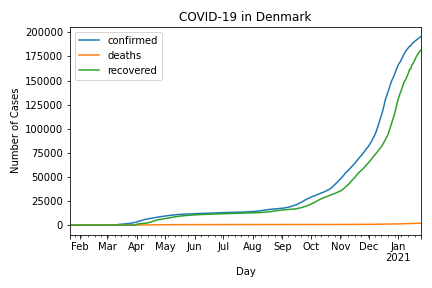 COVID-19 in Denmark
200000
175000
150000
125000
100000
75000
50000
25000
0
Number of Cases
confirmed
deaths
recovered
Feb Mar Apr May Jun Jul Aug Sep Oct Nov Dec Jan
2021
Day